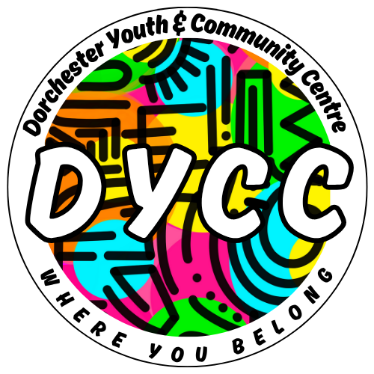 Dorchester Youth & Community Centre
DYCC
WHERE YOU BELONG